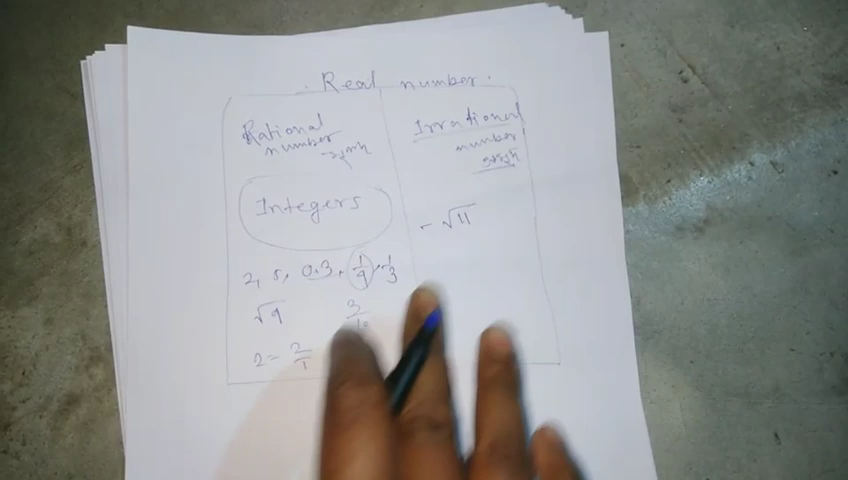 Real number
Rational
number
Irrational
number
Integers
- √11
2, 5, 0.3, 1/9, 1/3
√9
3/10
2 = 2/1